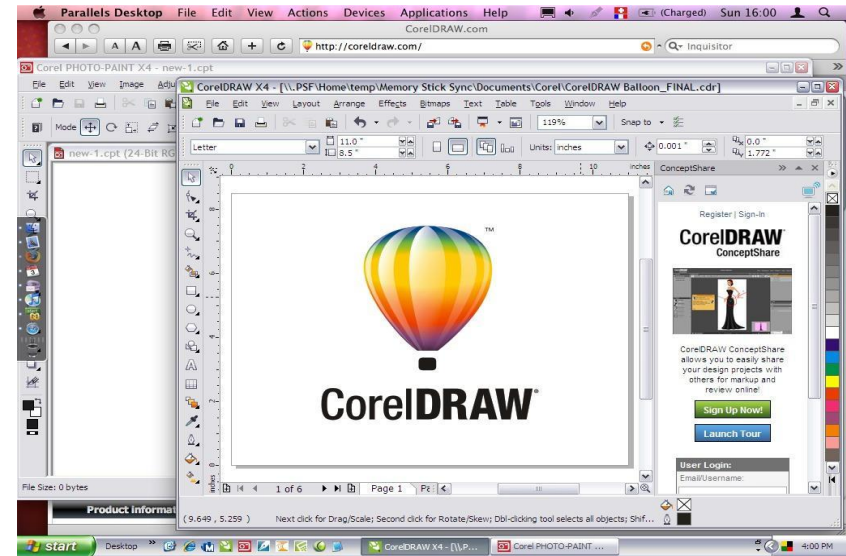 Parallels Desktop File Edit View Actions Devices Applications Help (Charged) Sun 16:00
CorelDRAW.com
A A http://coreldraw.com/ Inquisitor
Corel PHOTO-PAINT X4 - new-1.cpt
File Edit View Image Adju
CorelDRAW X4 - [\\.PSF\Home\temp\Memory Stick Sync\Documents\Corel\CorelDRAW Balloon_FINAL.cdr]
File Edit View Layout Arrange Effects Bitmaps Text Table Tools Window Help
119% Snap to
Mode
Letter 11.0" 8.5" Units: inches 0.001" 0.0" 1.772"
new-1.cpt (24-Bit RG
0 2 4 6 8 10 inches
ConceptShare
Register | Sign-In
TM
CorelDRAW
ConceptShare
CorelDRAW ConceptShare
allows you to easily share
your design projects with
others for markup and
review online!
CorelDRAW
Sign Up Now!
Launch Tour
User Login:
Email/Username:
inches
1 of 6 Page 1
File Size: 0 bytes
Product Informat
( 9.649 , 5.259 ) Next click for Drag/Scale; Second click for Rotate/Skew; Dbl-clicking tool selects all objects; Shif...
start Desktop » CorelDRAW X4 - [\\.P... Corel PHOTO-PAINT ... 4:00 PM